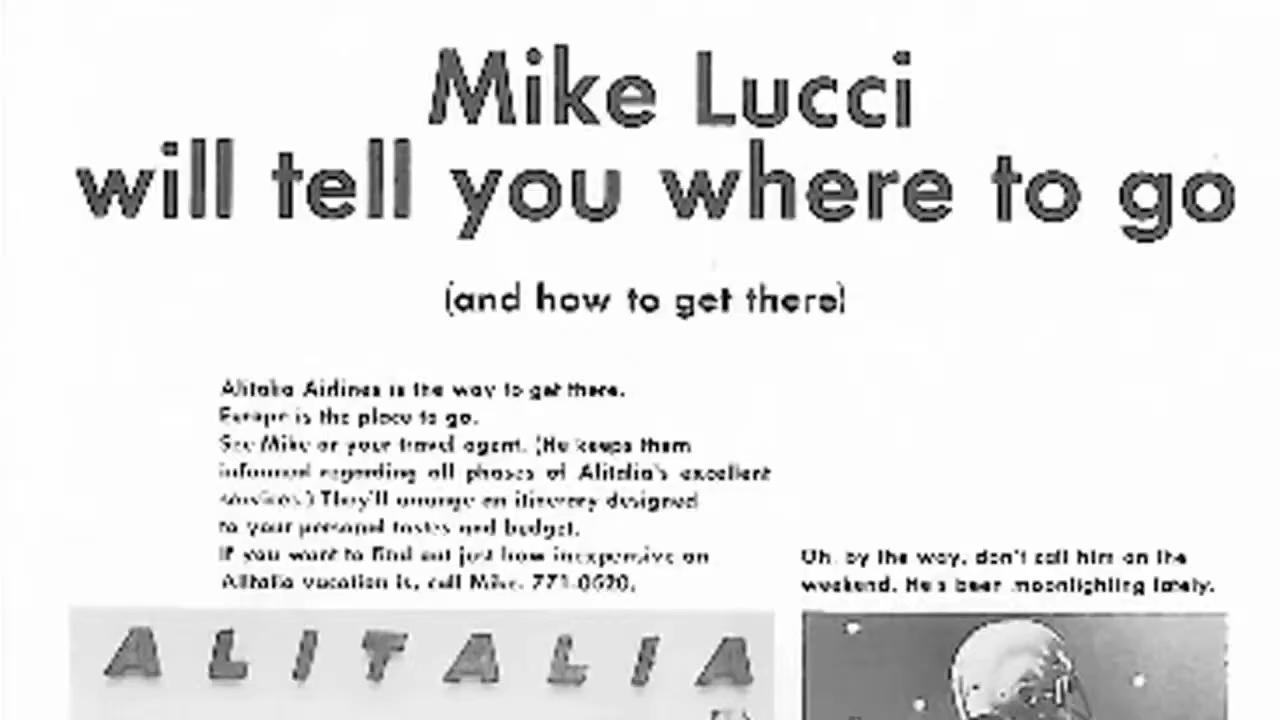 Mike Lucci
will tell you where to go
(and how to get there)
Alitalia Airlines is the way to get there.
Europe is the place to go.
See Mike or your travel agent. (He keeps them
informed regarding all phases of Alitalia's excellent
services.) They'll arrange an itinerary designed
to your personal tastes and budget.
If you want to find out just how inexpensive an
Alitalia vacation is, call Mike. 771-0520.
Oh, by the way, don't call him on the
weekend. He's been moonlighting lately.
ALITALIA